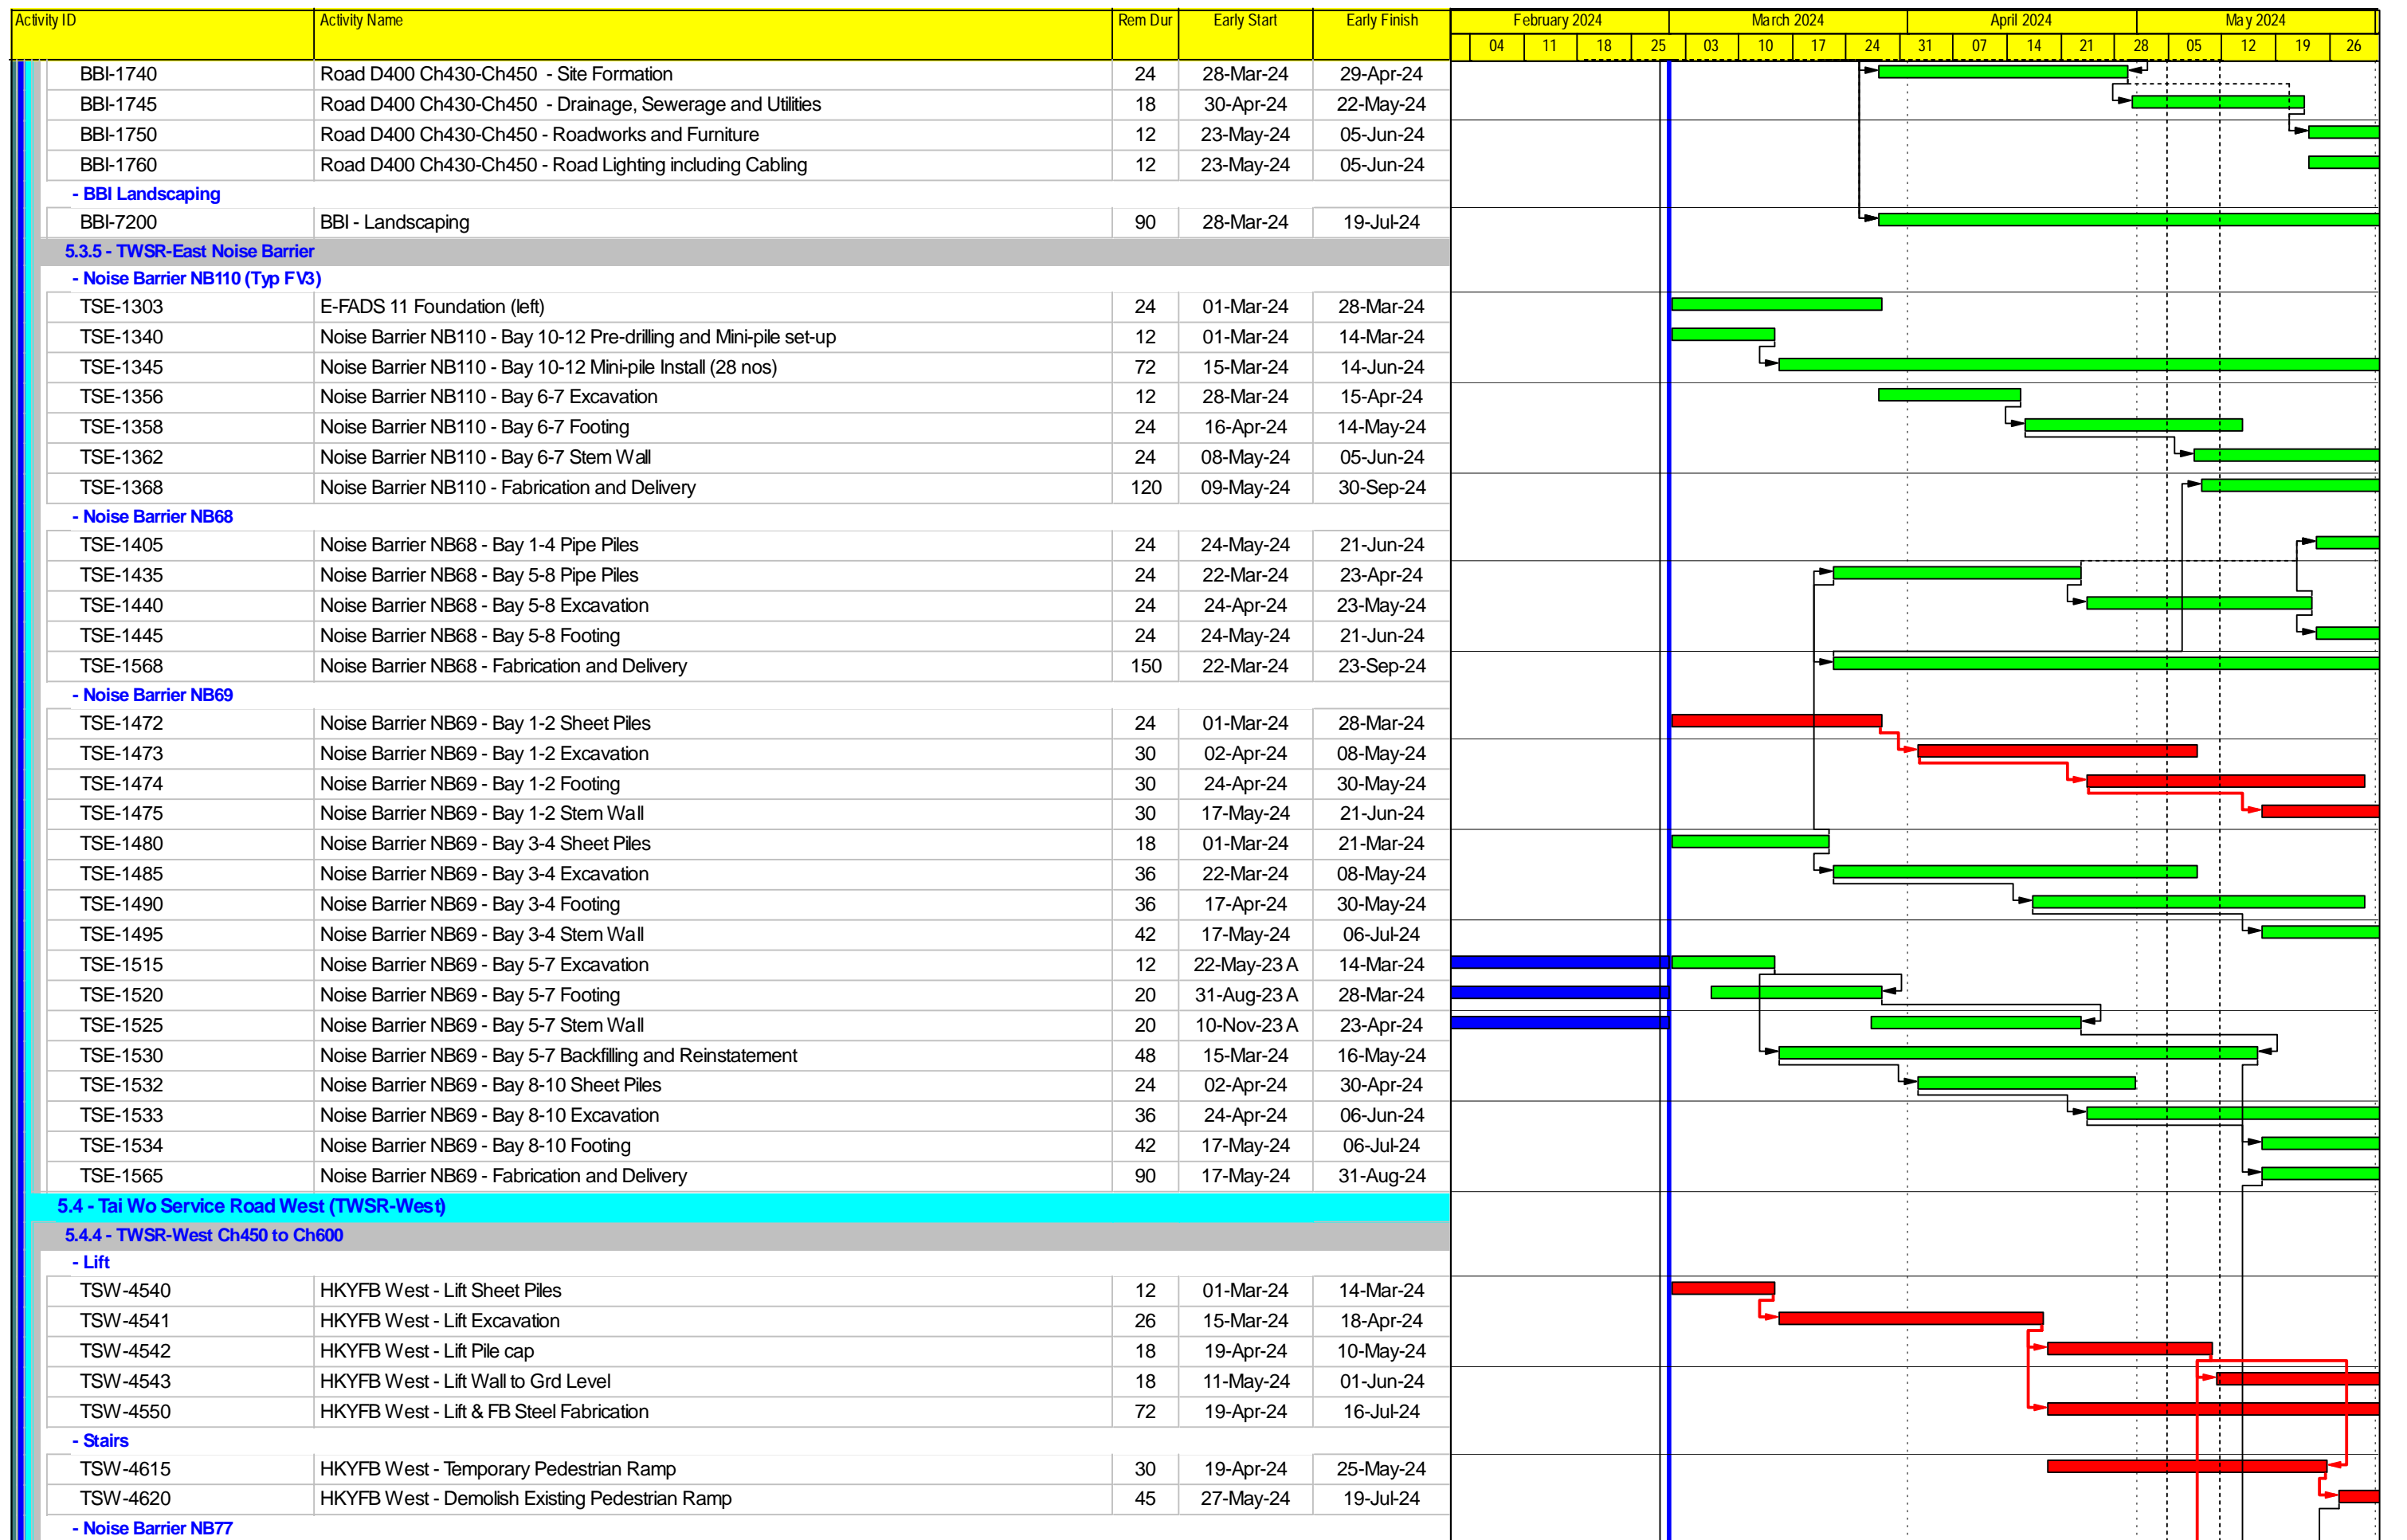 Activity ID Activity Name Rem Dur Early Start Early Finish February 2024 March 2024 April 2024 May 2024
04 11 18 25 03 10 17 24 31 07 14 21 28 05 12 19 26
BBI-1740 Road D400 Ch430-Ch450 - Site Formation 24 28-Mar-24 29-Apr-24
BBI-1745 Road D400 Ch430-Ch450 - Drainage, Sewerage and Utilities 18 30-Apr-24 22-May-24
BBI-1750 Road D400 Ch430-Ch450 - Roadworks and Furniture 12 23-May-24 05-Jun-24
BBI-1760 Road D400 Ch430-Ch450 - Road Lighting including Cabling 12 23-May-24 05-Jun-24
- BBI Landscaping
BBI-7200 BBI - Landscaping 90 28-Mar-24 19-Jul-24
5.3.5 - TWSR-East Noise Barrier
- Noise Barrier NB110 (Typ FV3)
TSE-1303 E-FADS 11 Foundation (left) 24 01-Mar-24 28-Mar-24
TSE-1340 Noise Barrier NB110 - Bay 10-12 Pre-drilling and Mini-pile set-up 12 01-Mar-24 14-Mar-24
TSE-1345 Noise Barrier NB110 - Bay 10-12 Mini-pile Install (28 nos) 72 15-Mar-24 14-Jun-24
TSE-1356 Noise Barrier NB110 - Bay 6-7 Excavation 12 28-Mar-24 15-Apr-24
TSE-1358 Noise Barrier NB110 - Bay 6-7 Footing 24 16-Apr-24 14-May-24
TSE-1362 Noise Barrier NB110 - Bay 6-7 Stem Wall 24 08-May-24 05-Jun-24
TSE-1368 Noise Barrier NB110 - Fabrication and Delivery 120 09-May-24 30-Sep-24
- Noise Barrier NB68
TSE-1405 Noise Barrier NB68 - Bay 1-4 Pipe Piles 24 24-May-24 21-Jun-24
TSE-1435 Noise Barrier NB68 - Bay 5-8 Pipe Piles 24 22-Mar-24 23-Apr-24
TSE-1440 Noise Barrier NB68 - Bay 5-8 Excavation 24 24-Apr-24 23-May-24
TSE-1445 Noise Barrier NB68 - Bay 5-8 Footing 24 24-May-24 21-Jun-24
TSE-1568 Noise Barrier NB68 - Fabrication and Delivery 150 22-Mar-24 23-Sep-24
- Noise Barrier NB69
TSE-1472 Noise Barrier NB69 - Bay 1-2 Sheet Piles 24 01-Mar-24 28-Mar-24
TSE-1473 Noise Barrier NB69 - Bay 1-2 Excavation 30 02-Apr-24 08-May-24
TSE-1474 Noise Barrier NB69 - Bay 1-2 Footing 30 24-Apr-24 30-May-24
TSE-1475 Noise Barrier NB69 - Bay 1-2 Stem Wall 30 17-May-24 21-Jun-24
TSE-1480 Noise Barrier NB69 - Bay 3-4 Sheet Piles 18 01-Mar-24 21-Mar-24
TSE-1485 Noise Barrier NB69 - Bay 3-4 Excavation 36 22-Mar-24 08-May-24
TSE-1490 Noise Barrier NB69 - Bay 3-4 Footing 36 17-Apr-24 30-May-24
TSE-1495 Noise Barrier NB69 - Bay 3-4 Stem Wall 42 17-May-24 06-Jul-24
TSE-1515 Noise Barrier NB69 - Bay 5-7 Excavation 12 22-May-23 A 14-Mar-24
TSE-1520 Noise Barrier NB69 - Bay 5-7 Footing 20 31-Aug-23 A 28-Mar-24
TSE-1525 Noise Barrier NB69 - Bay 5-7 Stem Wall 20 10-Nov-23 A 23-Apr-24
TSE-1530 Noise Barrier NB69 - Bay 5-7 Backfilling and Reinstatement 48 15-Mar-24 16-May-24
TSE-1532 Noise Barrier NB69 - Bay 8-10 Sheet Piles 24 02-Apr-24 30-Apr-24
TSE-1533 Noise Barrier NB69 - Bay 8-10 Excavation 36 24-Apr-24 06-Jun-24
TSE-1534 Noise Barrier NB69 - Bay 8-10 Footing 42 17-May-24 06-Jul-24
TSE-1565 Noise Barrier NB69 - Fabrication and Delivery 90 17-May-24 31-Aug-24
5.4 - Tai Wo Service Road West (TWSR-West)
5.4.4 - TWSR-West Ch450 to Ch600
- Lift
TSW-4540 HKYFB West - Lift Sheet Piles 12 01-Mar-24 14-Mar-24
TSW-4541 HKYFB West - Lift Excavation 26 15-Mar-24 18-Apr-24
TSW-4542 HKYFB West - Lift Pile cap 18 19-Apr-24 10-May-24
TSW-4543 HKYFB West - Lift Wall to Grd Level 18 11-May-24 01-Jun-24
TSW-4550 HKYFB West - Lift & FB Steel Fabrication 72 19-Apr-24 16-Jul-24
- Stairs
TSW-4615 HKYFB West - Temporary Pedestrian Ramp 30 19-Apr-24 25-May-24
TSW-4620 HKYFB West - Demolish Existing Pedestrian Ramp 45 27-May-24 19-Jul-24
- Noise Barrier NB77